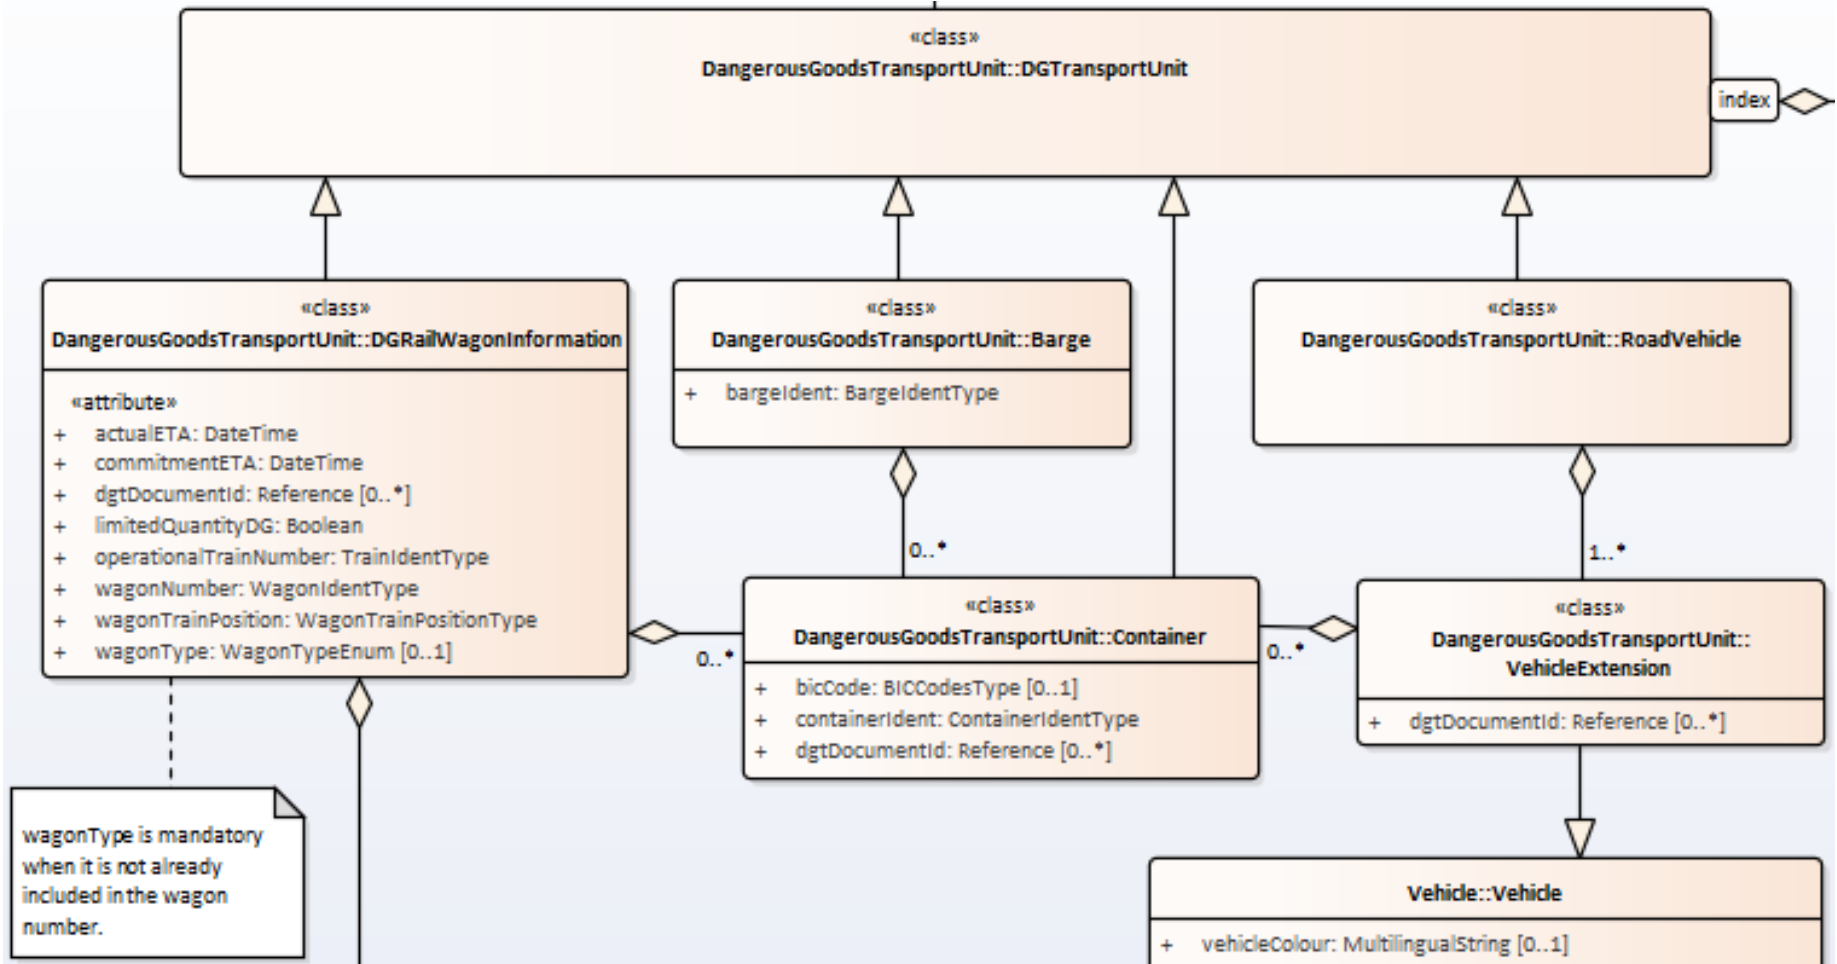 «class»
DangerousGoodsTransportUnit::DGTransportUnit
index
«class»
DangerousGoodsTransportUnit::DGRailWagonInformation
«attribute»
+ actualETA: DateTime
+ commitmentETA: DateTime
+ dgtDocumentId: Reference [0..*]
+ limitedQuantityDG: Boolean
+ operationalTrainNumber: TrainIdentType
+ wagonNumber: WagonIdentType
+ wagonTrainPosition: WagonTrainPositionType
+ wagonType: WagonTypeEnum [0..1]
«class»
DangerousGoodsTransportUnit::Barge
+ bargeIdent: BargeIdentType
«class»
DangerousGoodsTransportUnit::RoadVehicle
0..*
1..*
0..*
«class»
DangerousGoodsTransportUnit::Container
+ bicCode: BICCodesType [0..1]
+ containerIdent: ContainerIdentType
+ dgtDocumentId: Reference [0..*]
0..*
«class»
DangerousGoodsTransportUnit::
VehicleExtension
+ dgtDocumentId: Reference [0..*]
wagonType is mandatory
when it is not already
included in the wagon
number.
Vehicle::Vehicle
+ vehicleColour: MultilingualString [0..1]